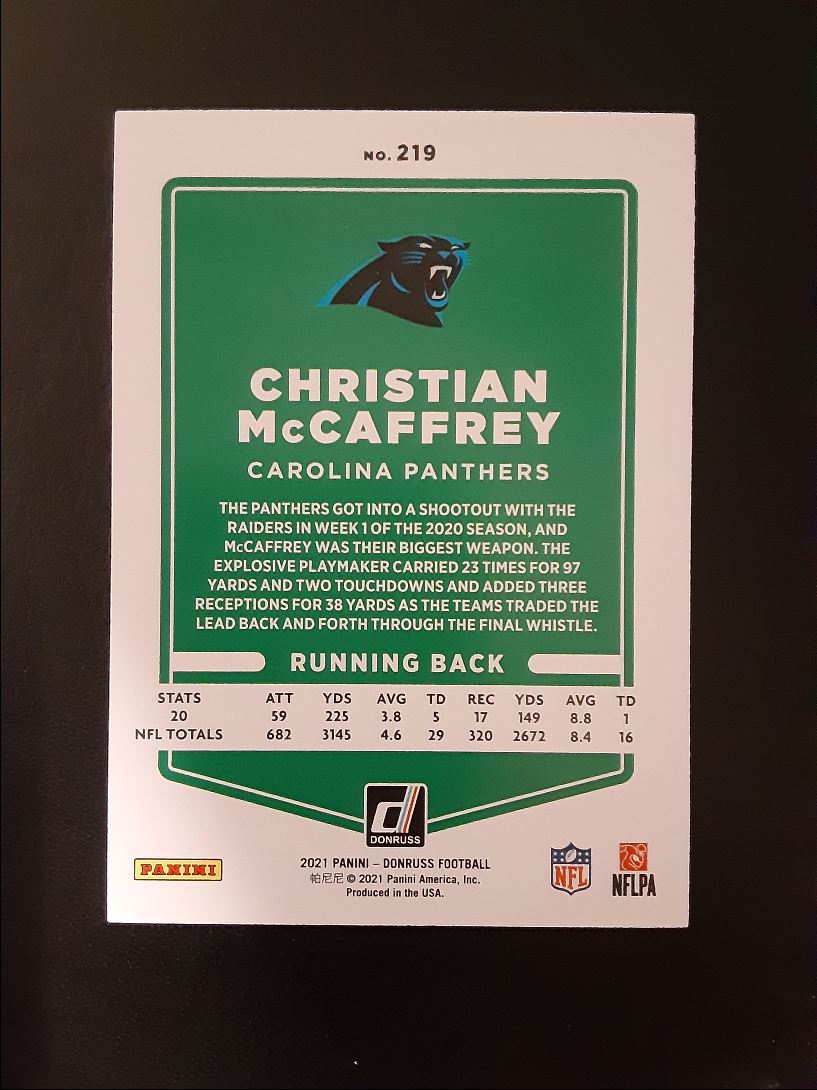 NO. 219
CHRISTIAN
McCAFFREY
CAROLINA PANTHERS
THE PANTHERS GOT INTO A SHOOTOUT WITH THE
RAIDERS IN WEEK 1 OF THE 2020 SEASON, AND
McCAFFREY WAS THEIR BIGGEST WEAPON. THE
EXPLOSIVE PLAYMAKER CARRIED 23 TIMES FOR 97
YARDS AND TWO TOUCHDOWNS AND ADDED THREE
RECEPTIONS FOR 38 YARDS AS THE TEAMS TRADED THE
LEAD BACK AND FORTH THROUGH THE FINAL WHISTLE.
RUNNING BACK
STATS ATT YDS AVG TD REC YDS AVG TD
20 59 225 3.8 5 17 149 8.8 1
NFL TOTALS 682 3145 4.6 29 320 2672 8.4 16
d
DONRUSS
PANINI
2021 PANINI – DONRUSS FOOTBALL
帕尼尼 © 2021 Panini America, Inc.
Produced in the USA.
NFL
NFLPA